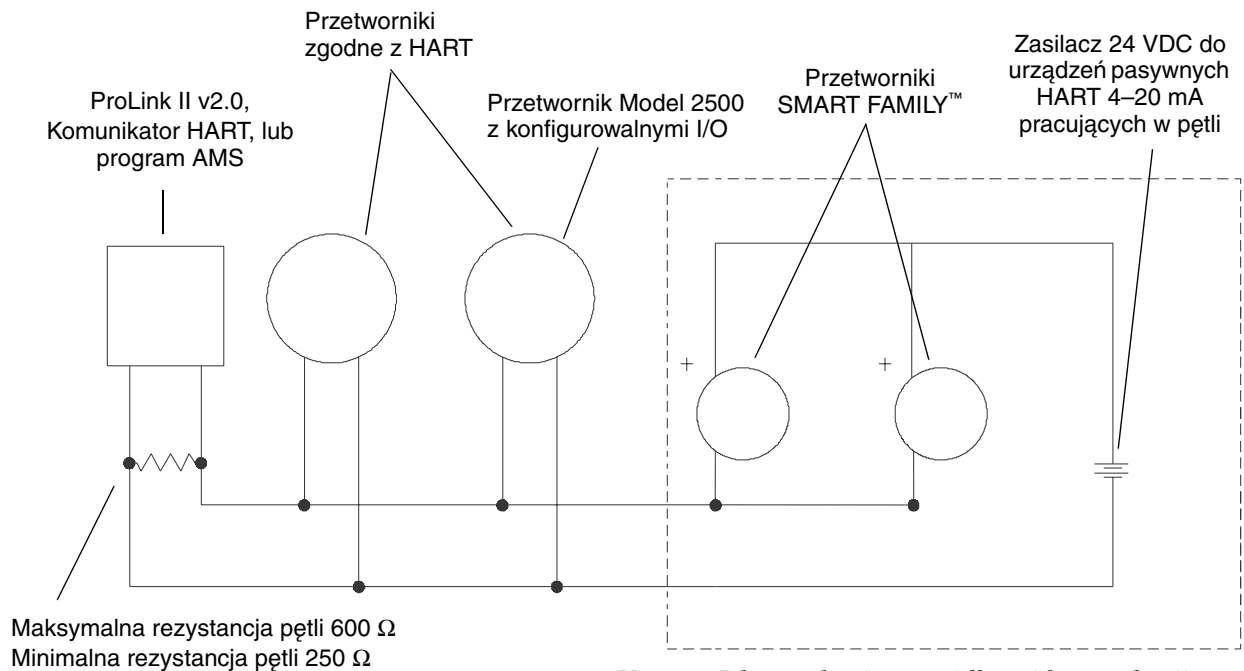 Przetworniki
zgodne z HART
ProLink II v2.0,
Komunikator HART, lub
program AMS
Przetwornik Model 2500
z konfigurowalnymi I/O
Przetworniki
SMART FAMILY™
Zasilacz 24 VDC do
urządzeń pasywnych
HART 4–20 mA
pracujących w pętli
+
+
Maksymalna rezystancja pętli 600 Ω
Minimalna rezystancja pętli 250 Ω